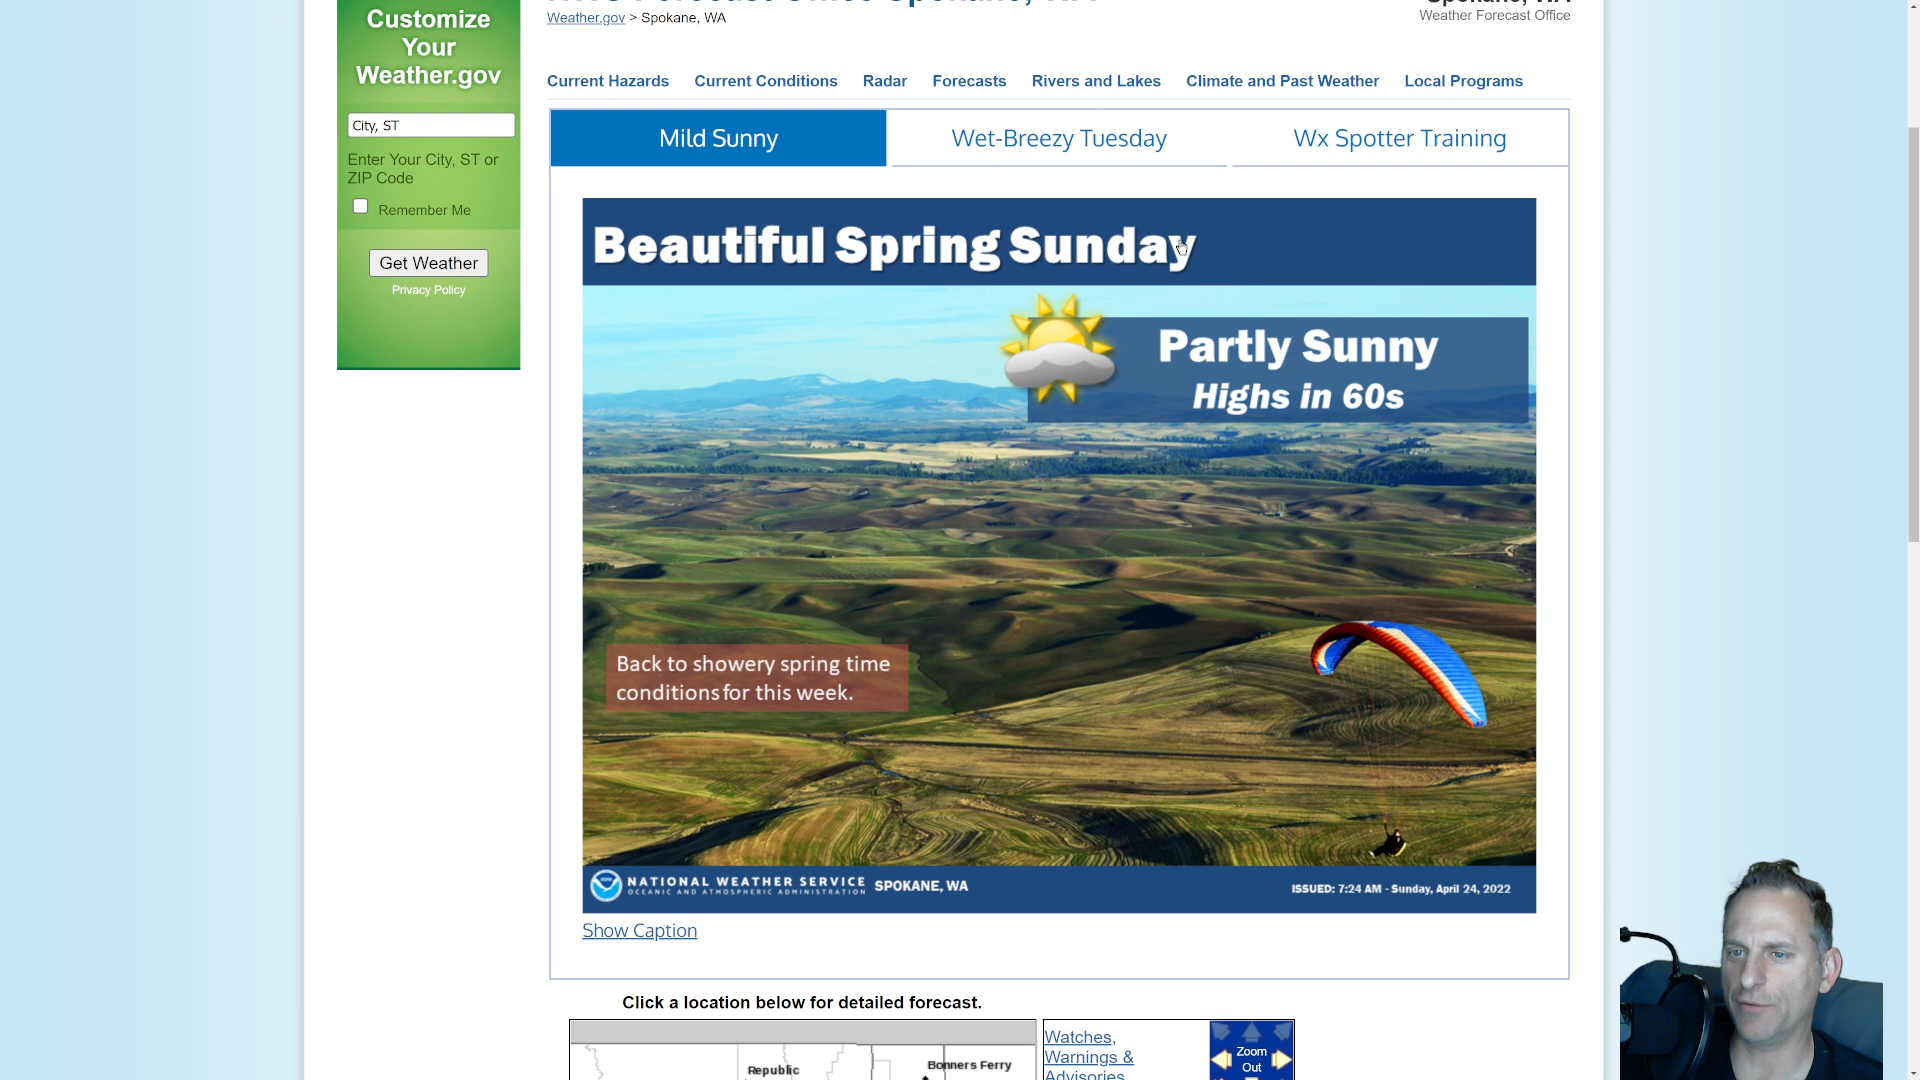 Customize
Your
Weather.gov
City, ST
Enter Your City, ST or
ZIP Code
Remember Me
Get Weather
Privacy Policy
Weather.gov > Spokane, WA
Weather Forecast Office
Current Hazards Current Conditions Radar Forecasts Rivers and Lakes Climate and Past Weather Local Programs
Mild Sunny Wet-Breezy Tuesday Wx Spotter Training
Beautiful Spring Sunday
Partly Sunny
Highs in 60s
Back to showery spring time
conditions for this week.
NATIONAL WEATHER SERVICE SPOKANE, WA
OCEANIC AND ATMOSPHERIC ADMINISTRATION
ISSUED: 7:24 AM - Sunday, April 24, 2022
Show Caption
Click a location below for detailed forecast.
Republic
Bonners Ferry
Watches,
Warnings &
Advisories
Zoom
Out